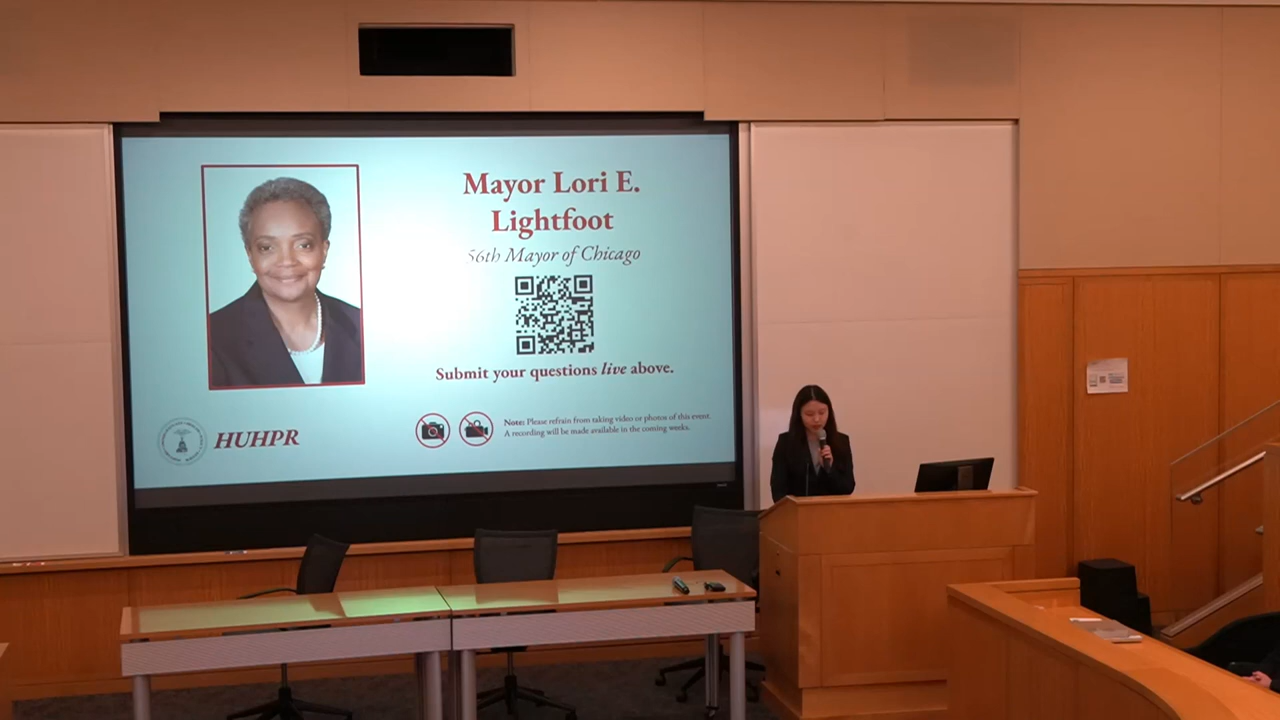 Mayor Lori E.
Lightfoot
56th Mayor of Chicago
Submit your questions live above.
HUHPR
Note: Please refrain from taking video or photos of this event.
A recording will be made available in the coming weeks.